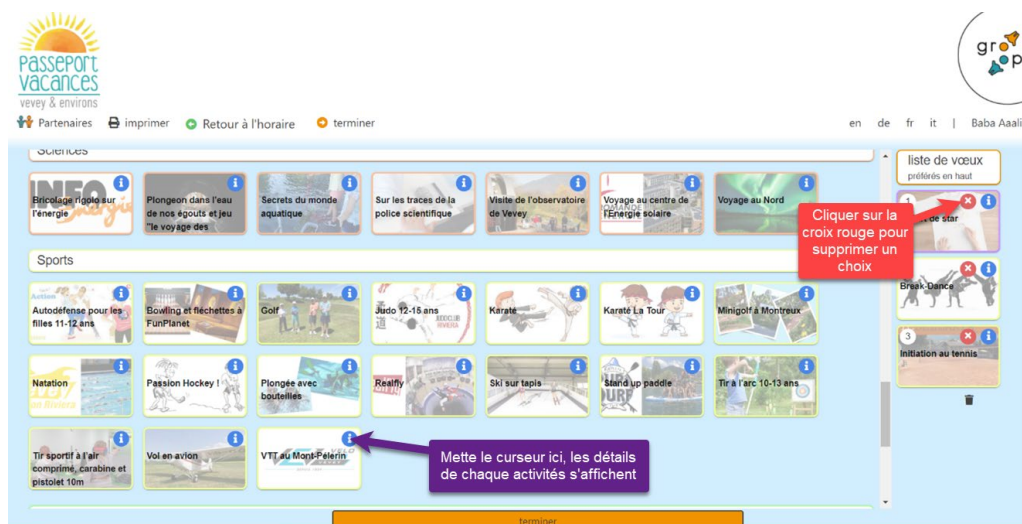 PASSEPORT
VACANCES
vevey & environs
grop
Partenaires imprimer Retour à l'horaire terminer
en de fr it | Baba Aaali
Sciences
Bricolage rigolo sur
l'énergie
Plongeon dans l'eau
de nos égouts et jeu
"le voyage des
Secrets du monde
aquatique
Sur les traces de la
police scientifique
Visite de l'observatoire
de Vevey
Voyage au centre de
l'Energie solaire
Voyage au Nord
Sports
Autodéfense pour les
filles 11-12 ans
Bowling et fléchettes à
FunPlanet
Golf
Judo 12-15 ans
Karaté
Karaté La Tour
Minigolf à Montreux
Natation
Passion Hockey !
Plongée avec
bouteilles
Realfly
Ski sur tapis
Stand up paddle
Tir à l'arc 10-13 ans
Tir sportif à l'air
comprimé, carabine et
pistolet 10m
Vol en avion
VTT au Mont-Pèlerin
liste de vœux
préférés en haut
1
de star
Break-Dance
3
Initiation au tennis
Cliquer sur la
croix rouge pour
supprimer un
choix
Mette le curseur ici, les détails
de chaque activités s'affichent
terminer